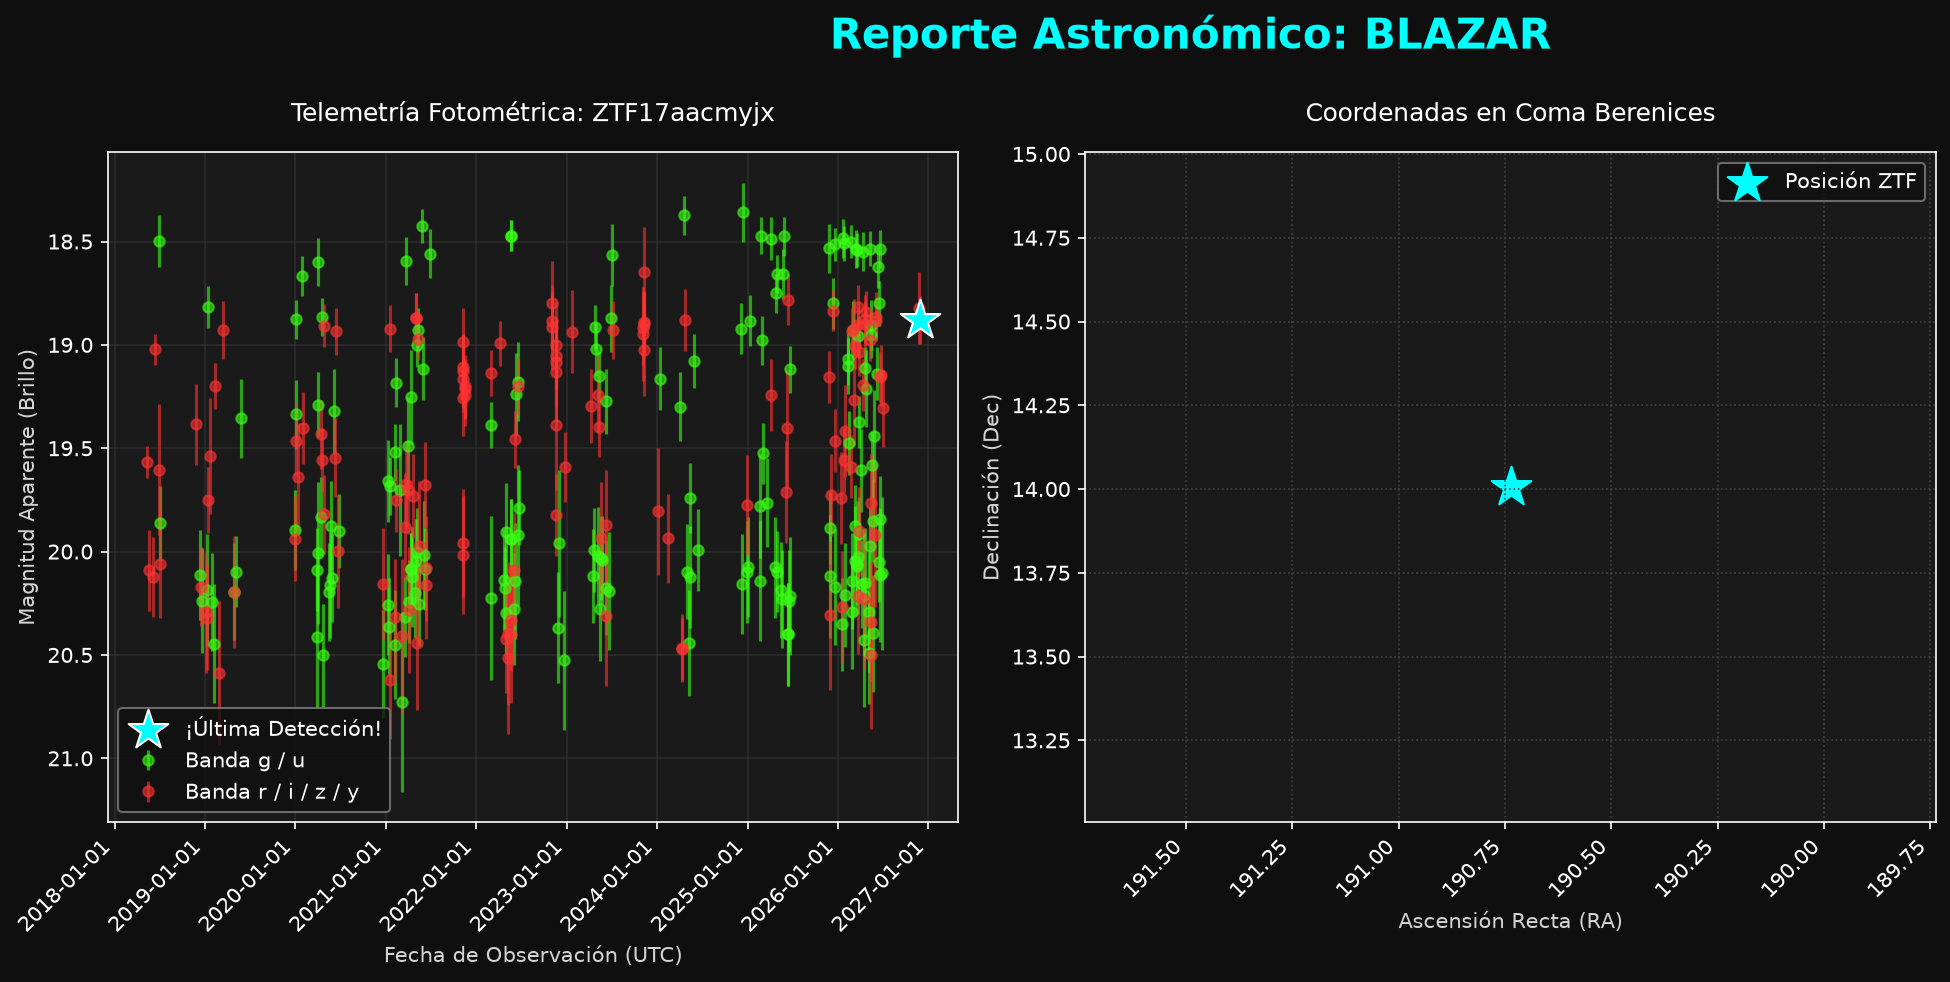 Reporte Astronómico: BLAZAR
Telemetría Fotométrica: ZTF17aacmyjx
Magnitud Aparente (Brillo)
18.5
19.0
19.5
20.0
20.5
21.0
¡Última Detección!
Banda g / u
Banda r / i / z / y
2018-01-01
2019-01-01
2020-01-01
2021-01-01
2022-01-01
2023-01-01
2024-01-01
2025-01-01
2026-01-01
2027-01-01
Fecha de Observación (UTC)
Coordenadas en Coma Berenices
Declinación (Dec)
15.00
14.75
14.50
14.25
14.00
13.75
13.50
13.25
Posición ZTF
191.50
191.25
191.00
190.75
190.50
190.25
190.00
189.75
Ascensión Recta (RA)